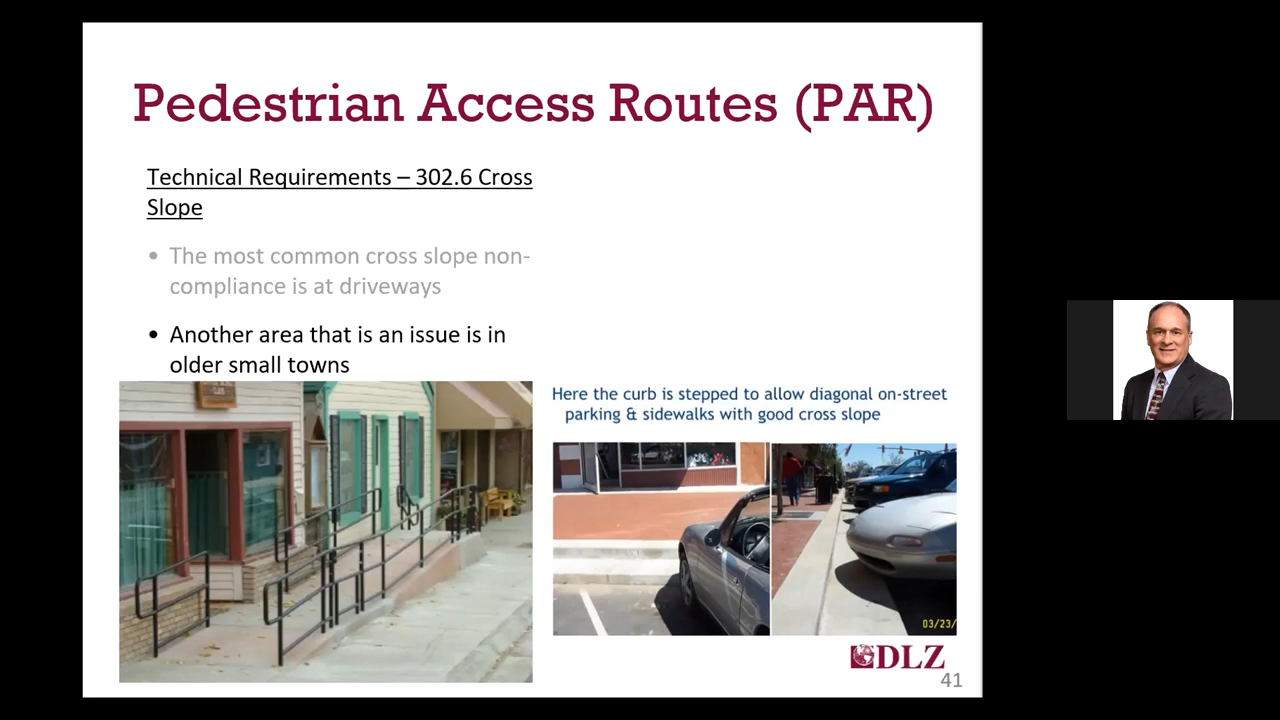 Pedestrian Access Routes (PAR)
Technical Requirements – 302.6 Cross
Slope
• The most common cross slope non-
compliance is at driveways
• Another area that is an issue is in
older small towns
Here the curb is stepped to allow diagonal on-street
parking & sidewalks with good cross slope
03/23/
DLZ
41